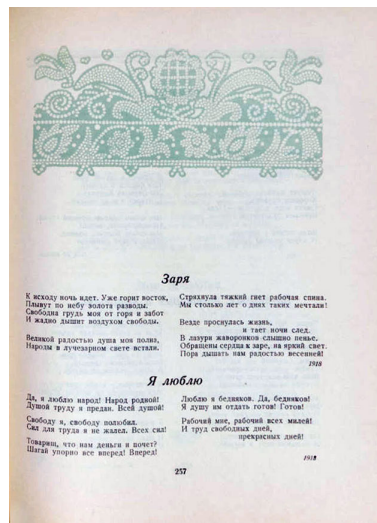 Заря
К исходу ночь идет. Уже горит восток,
Плывут по небу золота разводы.
Свободна грудь моя от горя и забот
И жадно дышит воздухом свободы.
Великой радостью душа моя полна,
Народы в лучезарном свете встали.
Стряхнула тяжкий гнет рабочая спина.
Мы столько лет о днях таких мечтали!
Везде проснулась жизнь,
и тает ночи след.
В лазури жаворонков слышно пенье.
Обращены сердца к заре, на яркий свет.
Пора дышать нам радостью весенней!
1918
Я люблю
Да, я люблю народ! Народ родной!
Душой труду я предан. Всей душой!
Свободу я, свободу полюбил.
Сил для труда я не жалел. Всех сил!
Товарищ, что нам деньги и почет?
Шагай упорно все вперед! Вперед!
Люблю я бедняков. Да, бедняков!
Я душу им отдать готов! Готов!
Рабочий мне, рабочий всех милей!
И труд свободных дней,
прекрасных дней!
1918
257